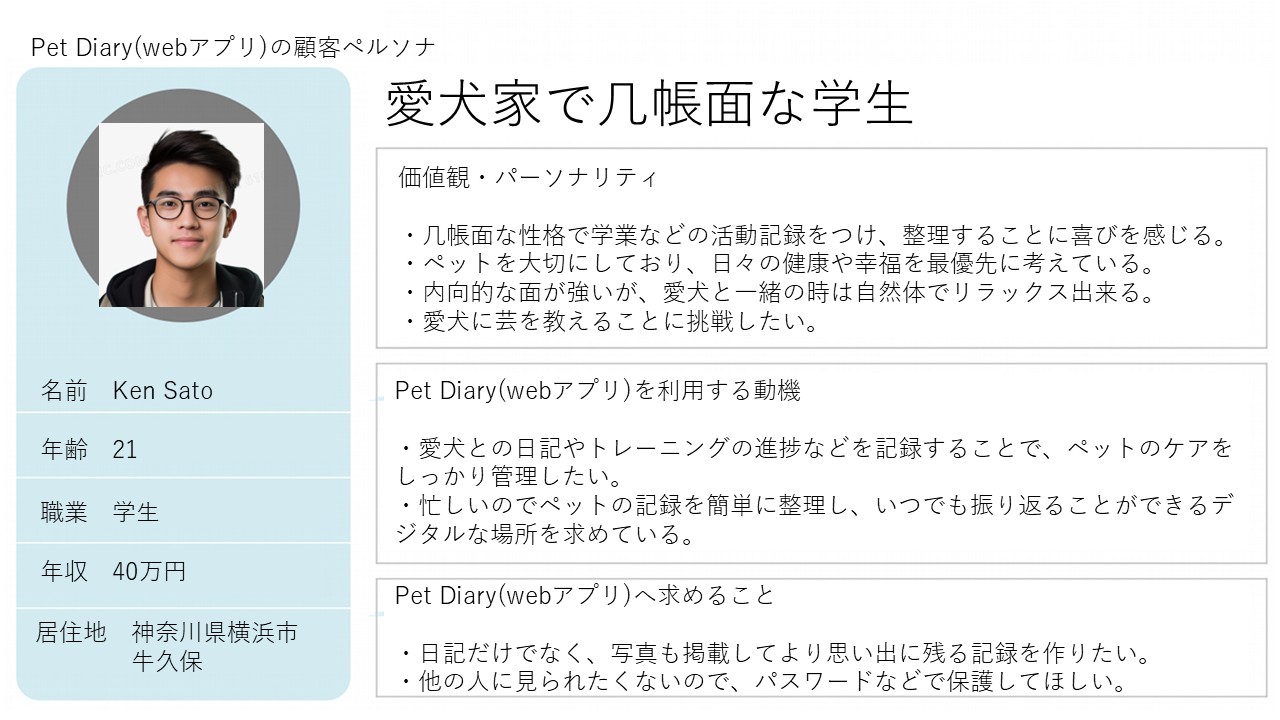 Pet Diary(webアプリ)の顧客ペルソナ
愛犬家で几帳面な学生
名前 Ken Sato
年齢 21
職業 学生
年収 40万円
居住地 神奈川県横浜市
牛久保
価値観・パーソナリティ
・几帳面な性格で学業などの活動記録をつけ、整理することに喜びを感じる。
・ペットを大切にしており、日々の健康や幸福を最優先に考えている。
・内向的な面が強いが、愛犬と一緒の時は自然体でリラックス出来る。
・愛犬に芸を教えることに挑戦したい。
Pet Diary(webアプリ)を利用する動機
・愛犬との日記やトレーニングの進捗などを記録することで、ペットのケアを
しっかり管理したい。
・忙しいのでペットの記録を簡単に整理し、いつでも振り返ることができるデ
ジタルな場所を求めている。
Pet Diary(webアプリ)へ求めること
・日記だけでなく、写真も掲載してより思い出に残る記録を作りたい。
・他の人に見られたくないので、パスワードなどで保護してほしい。